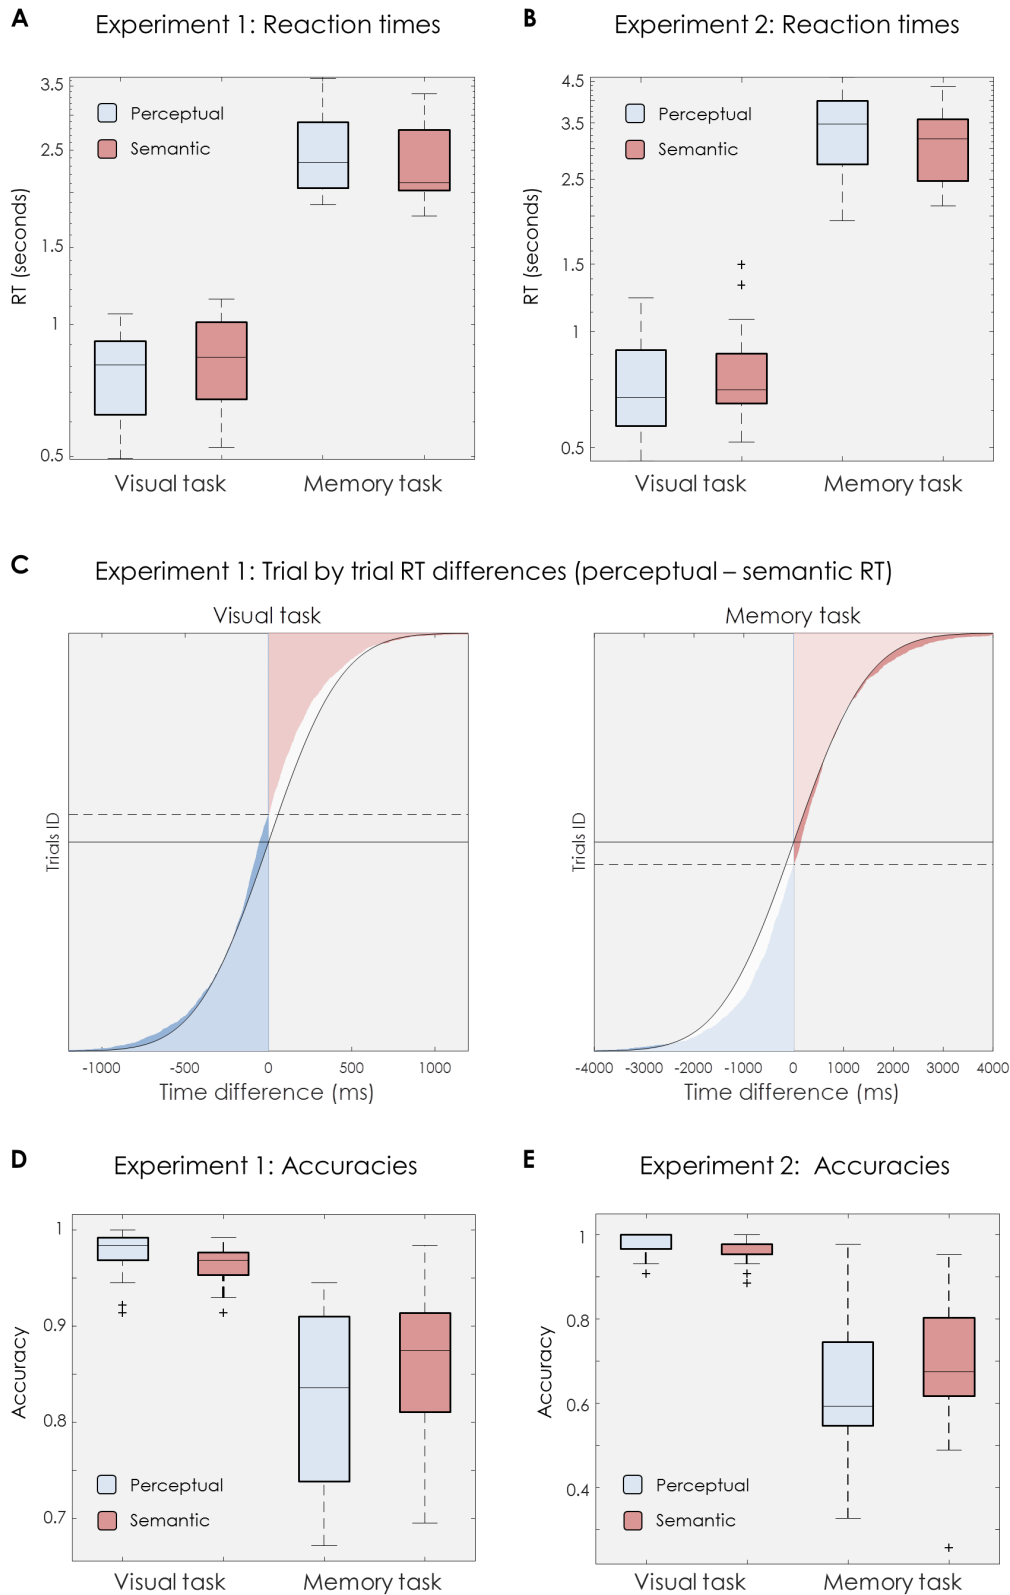 A Experiment 1: Reaction times
3.5
2.5
1.5
1
0.5
RT (seconds)
Perceptual
Semantic
Visual task Memory task
B Experiment 2: Reaction times
4.5
3.5
2.5
1.5
1
0.5
RT (seconds)
Perceptual
Semantic
Visual task Memory task
C Experiment 1: Trial by trial RT differences (perceptual – semantic RT)
Visual task
Trials ID
-1000 -500 0 500 1000
Time difference (ms)
Memory task
Trials ID
-4000 -3000 -2000 -1000 0 1000 2000 3000 4000
Time difference (ms)
D Experiment 1: Accuracies
1
0.9
0.8
0.7
Accuracy
Perceptual
Semantic
Visual task Memory task
E Experiment 2: Accuracies
1
0.8
0.6
0.4
Accuracy
Perceptual
Semantic
Visual task Memory task